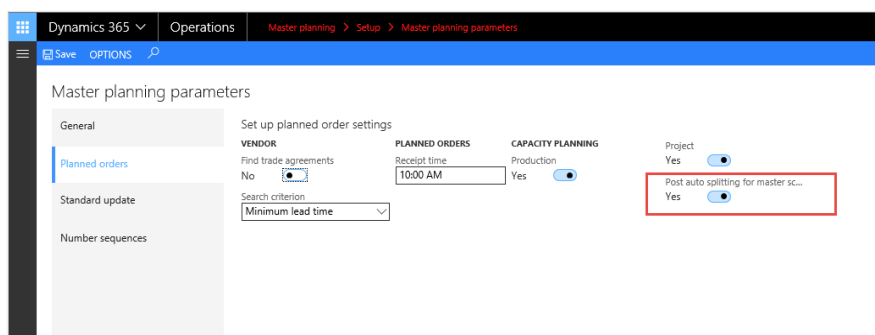 Dynamics 365 Operations Master planning > Setup > Master planning parameters
Save OPTIONS
Master planning parameters
General
Planned orders
Standard update
Number sequences
Set up planned order settings
VENDOR
Find trade agreements
No
Search criterion
Minimum lead time
PLANNED ORDERS
Receipt time
10:00 AM
CAPACITY PLANNING
Production
Yes
Project
Yes
Post auto splitting for master sc...
Yes